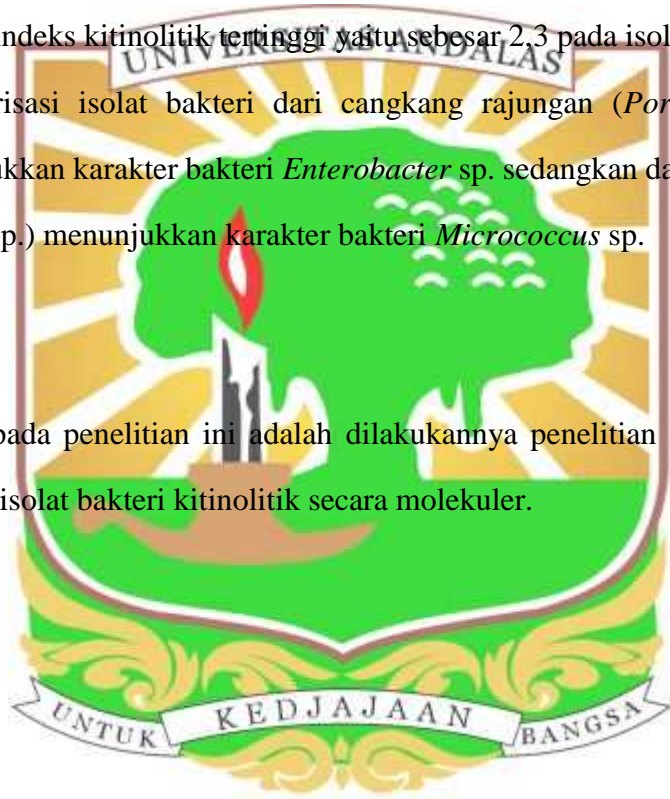 indeks kitinolitik tertinggi yaitu sebesar 2,3 pada isol
UNIVERSITAS ANDALAS
risasi isolat bakteri dari cangkang rajungan (Por
ukkan karakter bakteri Enterobacter sp. sedangkan da
p.) menunjukkan karakter bakteri Micrococcus sp.
pada penelitian ini adalah dilakukannya penelitian
isolat bakteri kitinolitik secara molekuler.
UNTUK KEDJAJAAN BANGSA